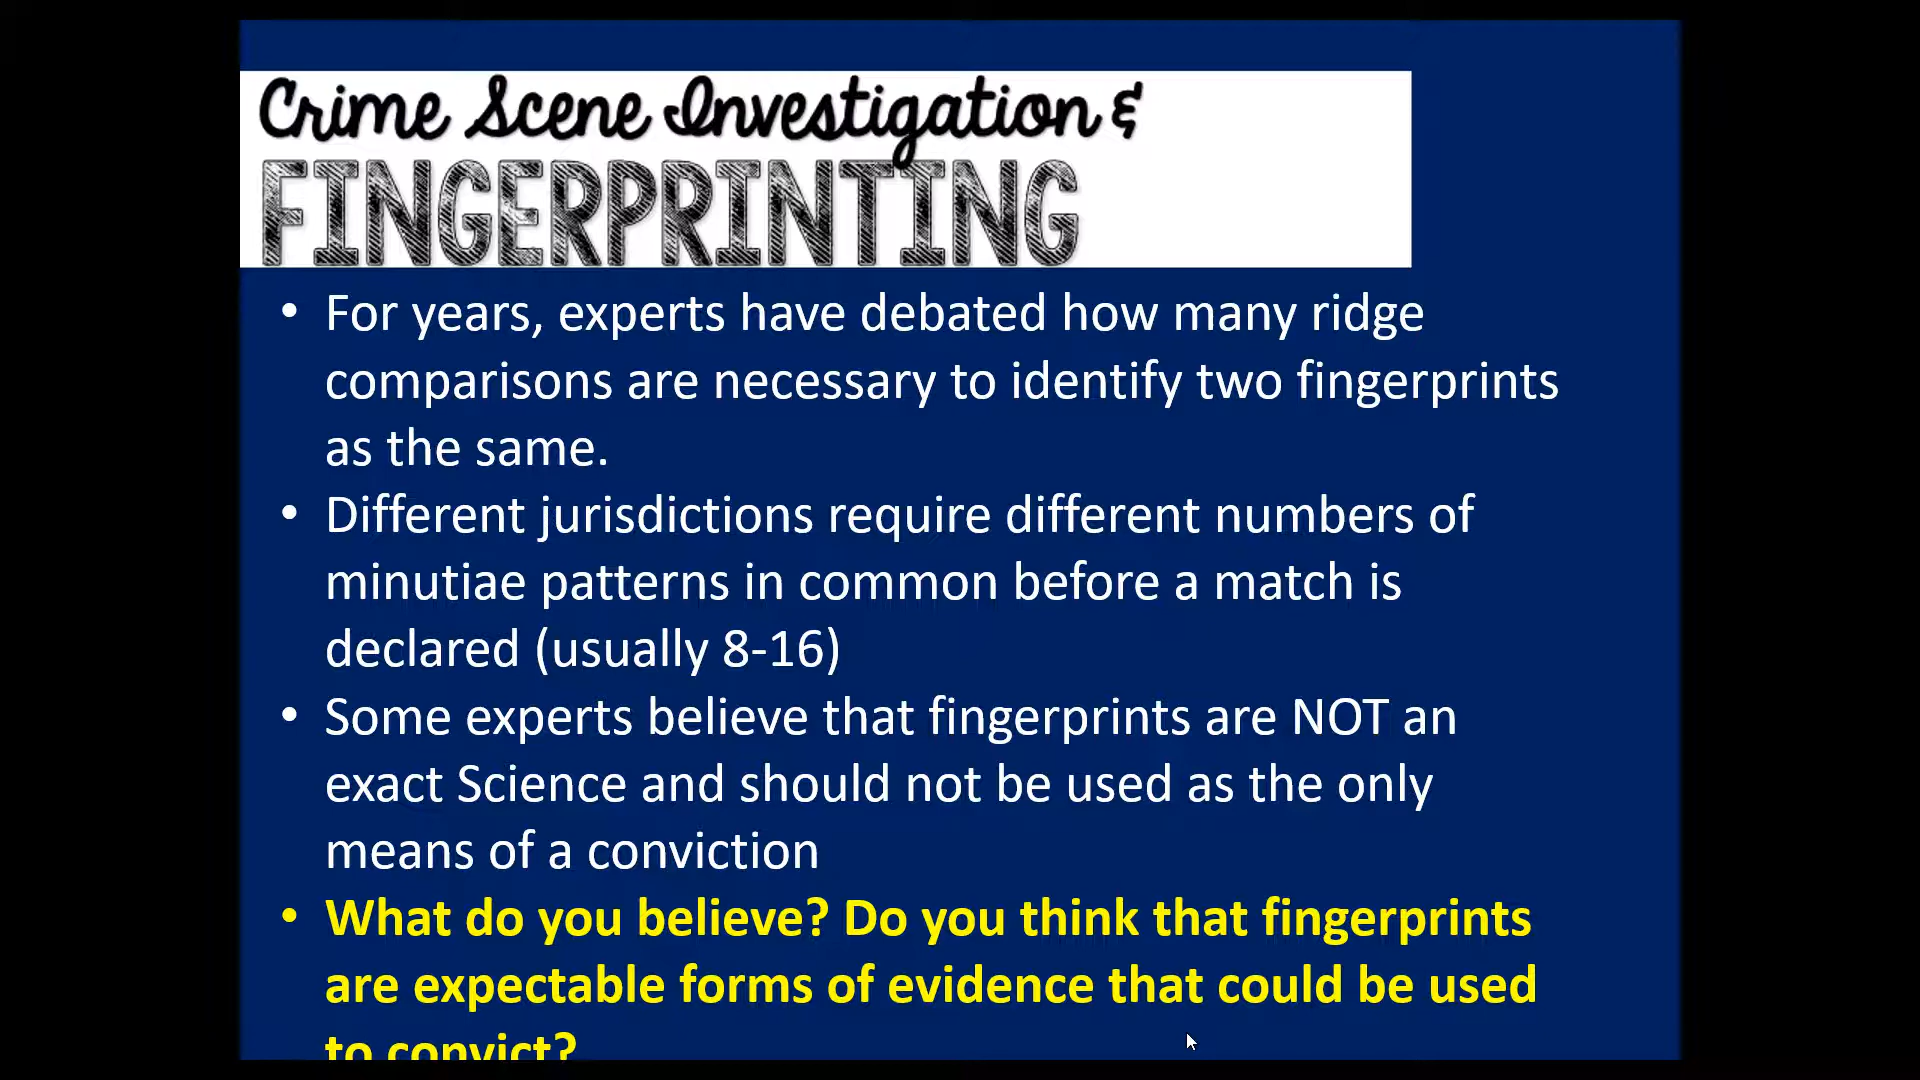 Crime Scene Investigation &
FINGERPRINTING
• For years, experts have debated how many ridge
comparisons are necessary to identify two fingerprints
as the same.
• Different jurisdictions require different numbers of
minutiae patterns in common before a match is
declared (usually 8-16)
• Some experts believe that fingerprints are NOT an
exact Science and should not be used as the only
means of a conviction
• What do you believe? Do you think that fingerprints
are expectable forms of evidence that could be used
to convict?